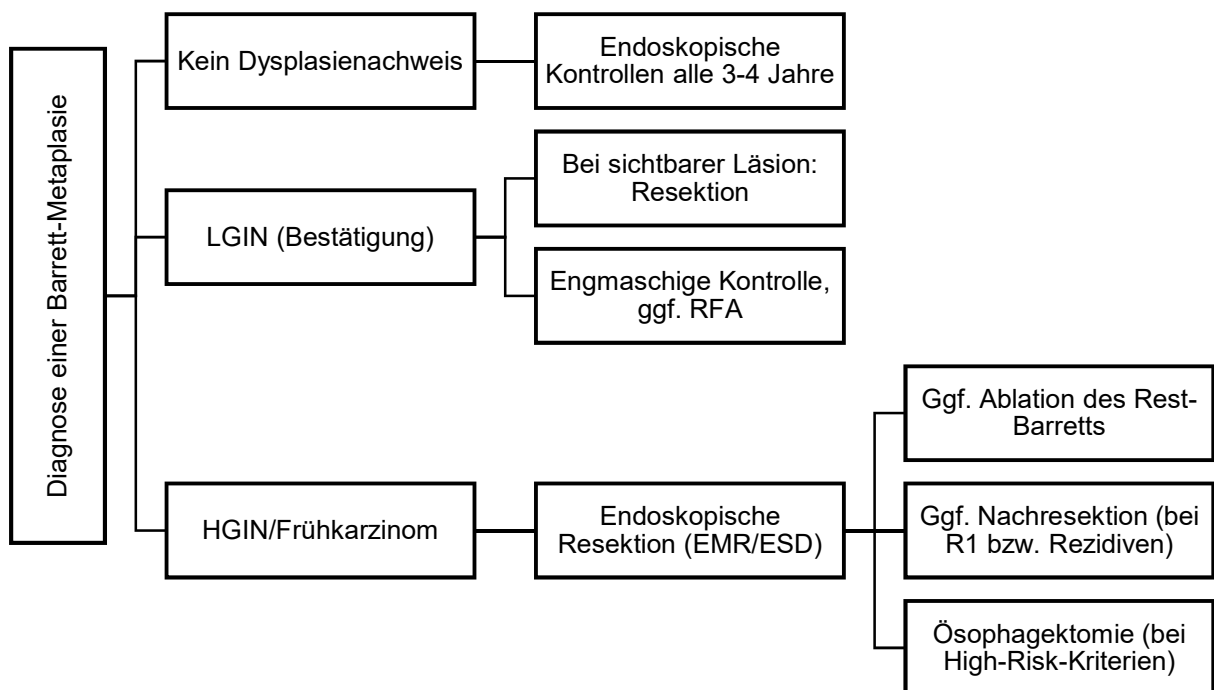 Diagnose einer Barrett-Metaplasie
Kein Dysplasienachweis
Endoskopische
Kontrollen alle 3-4 Jahre
LGIN (Bestätigung)
Bei sichtbarer Läsion:
Resektion
Engmaschige Kontrolle,
ggf. RFA
HGIN/Frühkarzinom
Endoskopische
Resektion (EMR/ESD)
Ggf. Ablation des Rest-
Barretts
Ggf. Nachresektion (bei
R1 bzw. Rezidiven)
Ösophagektomie (bei
High-Risk-Kriterien)